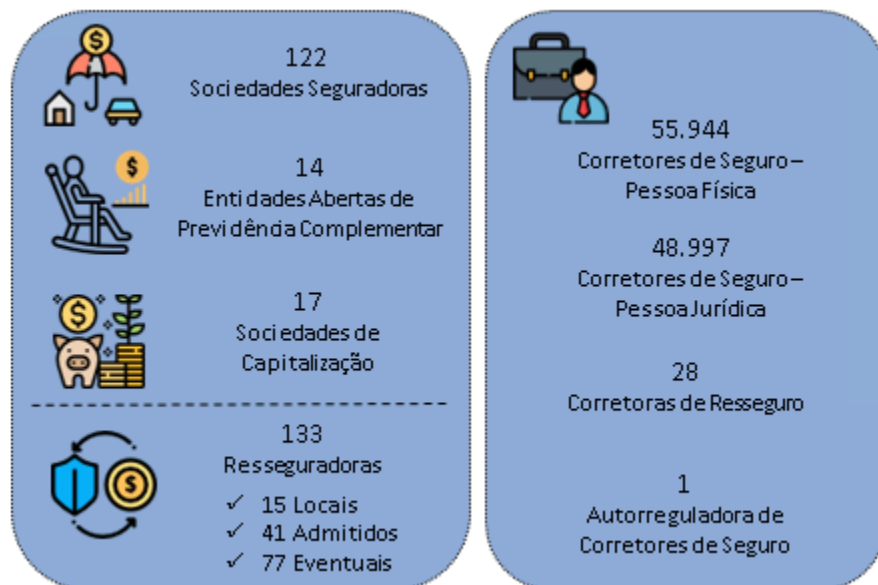 122
Sociedades Seguradoras
14
Entidades Abertas de
Previdência Complementar
17
Sociedades de
Capitalização
133
Resseguradoras
✓ 15 Locais
✓ 41 Admitidos
✓ 77 Eventuais
55.944
Corretores de Seguro –
Pessoa Física
48.997
Corretores de Seguro –
Pessoa Jurídica
28
Corretoras de Resseguro
1
Autorreguladora de
Corretores de Seguro